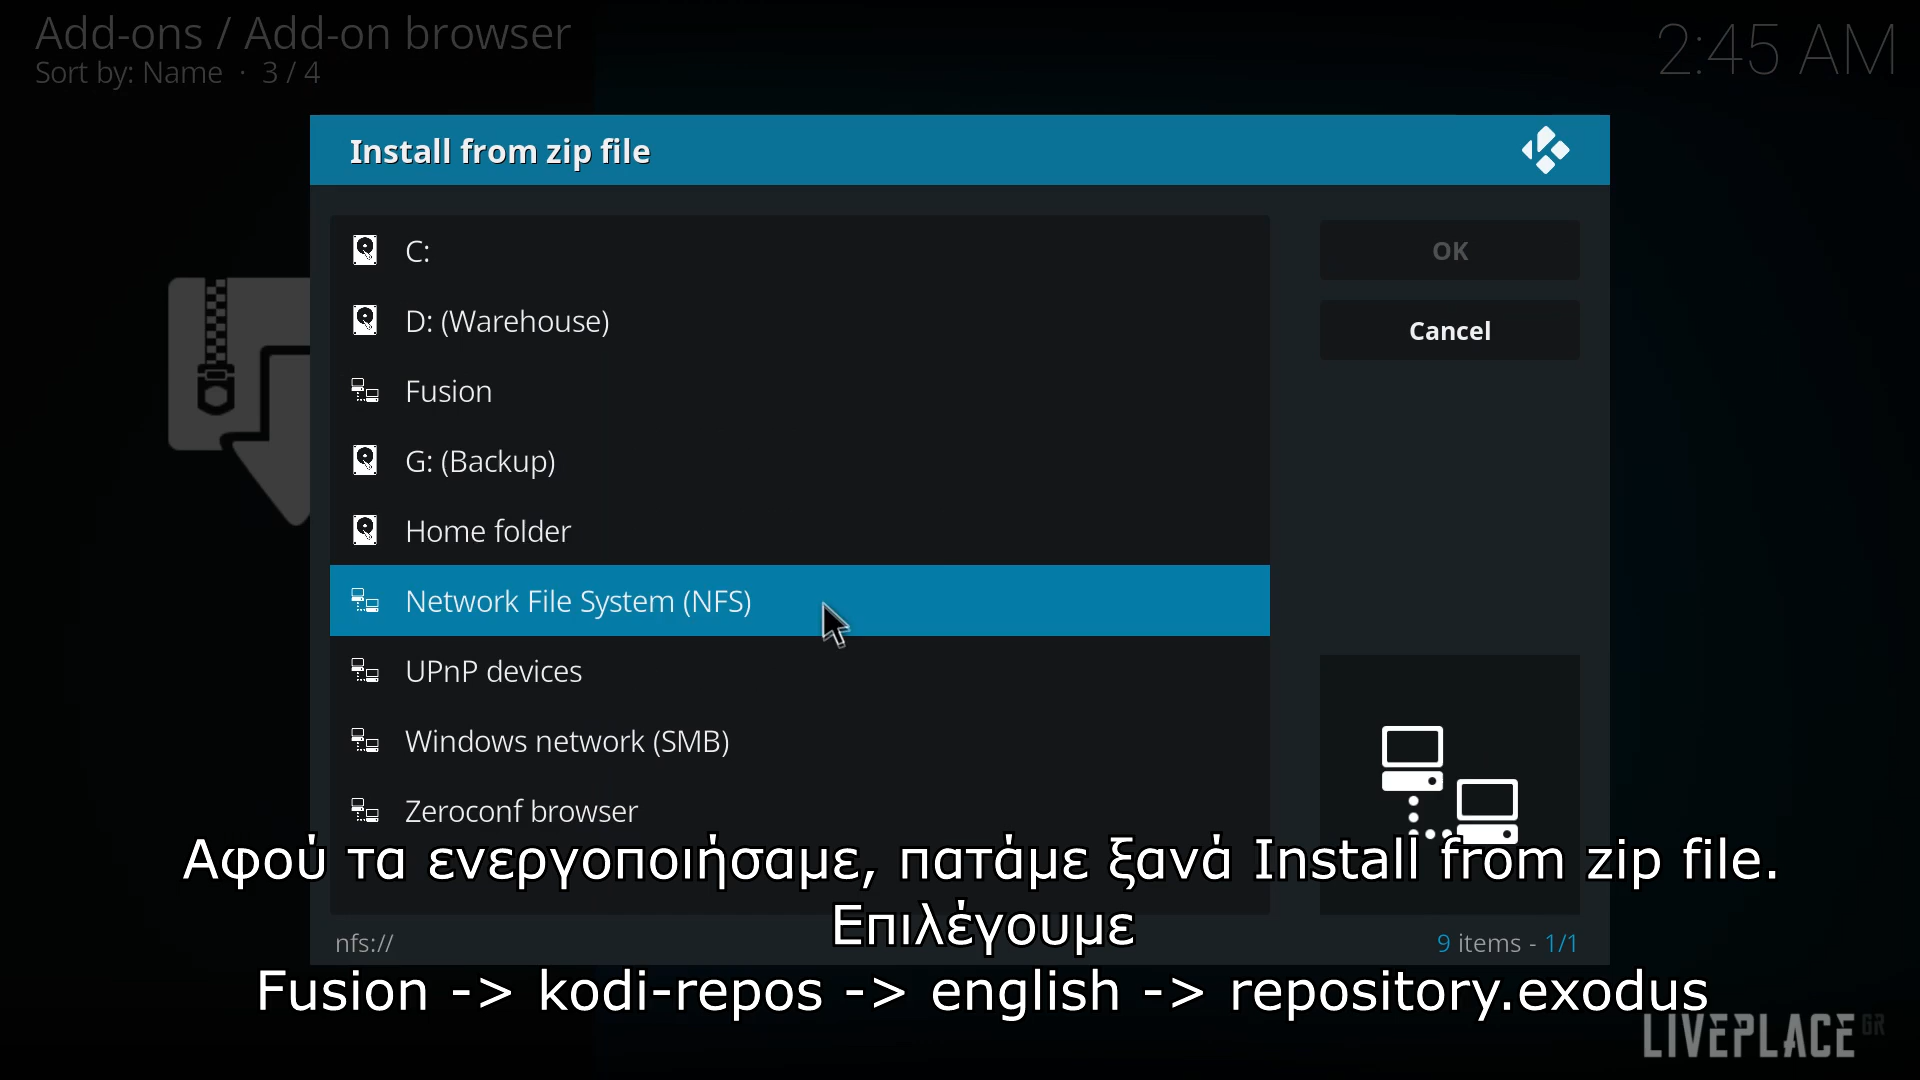 Add-ons / Add-on browser
Sort by: Name · 3 / 4
2:45 AM
Install from zip file
C:
D: (Warehouse)
Fusion
G: (Backup)
Home folder
Network File System (NFS)
UPnP devices
Windows network (SMB)
Zeroconf browser
OK
Cancel
nfs://
9 items - 1/1
Αφού τα ενεργοποιήσαμε, πατάμε ξανά Install from zip file.
Επιλέγουμε
Fusion -> kodi-repos -> english -> repository.exodus
LIVEPLACE GR